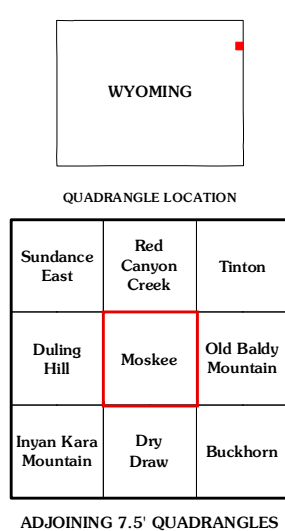 WYOMING
QUADRANGLE LOCATION
Sundance
East
Red
Canyon
Creek
Tinton
Duling
Hill
Moskee
Old Baldy
Mountain
Inyan Kara
Mountain
Dry
Draw
Buckhorn
ADJOINING 7.5' QUADRANGLES